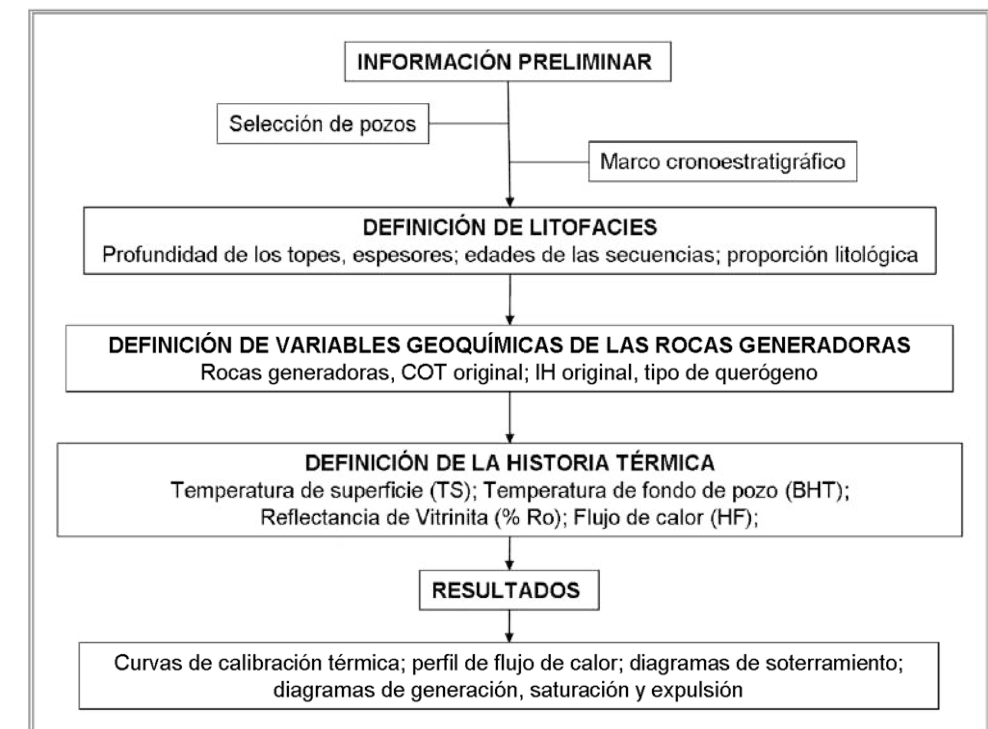 INFORMACIÓN PRELIMINAR
Selección de pozos
Marco cronoestratigráfico
DEFINICIÓN DE LITOFACIES
Profundidad de los topes, espesores; edades de las secuencias; proporción litológica
DEFINICIÓN DE VARIABLES GEOQUÍMICAS DE LAS ROCAS GENERADORAS
Rocas generadoras, COT original; IH original, tipo de querógeno
DEFINICIÓN DE LA HISTORIA TÉRMICA
Temperatura de superficie (TS); Temperatura de fondo de pozo (BHT);
Reflectancia de Vitrinita (% Ro); Flujo de calor (HF);
RESULTADOS
Curvas de calibración térmica; perfil de flujo de calor; diagramas de soterramiento;
diagramas de generación, saturación y expulsión